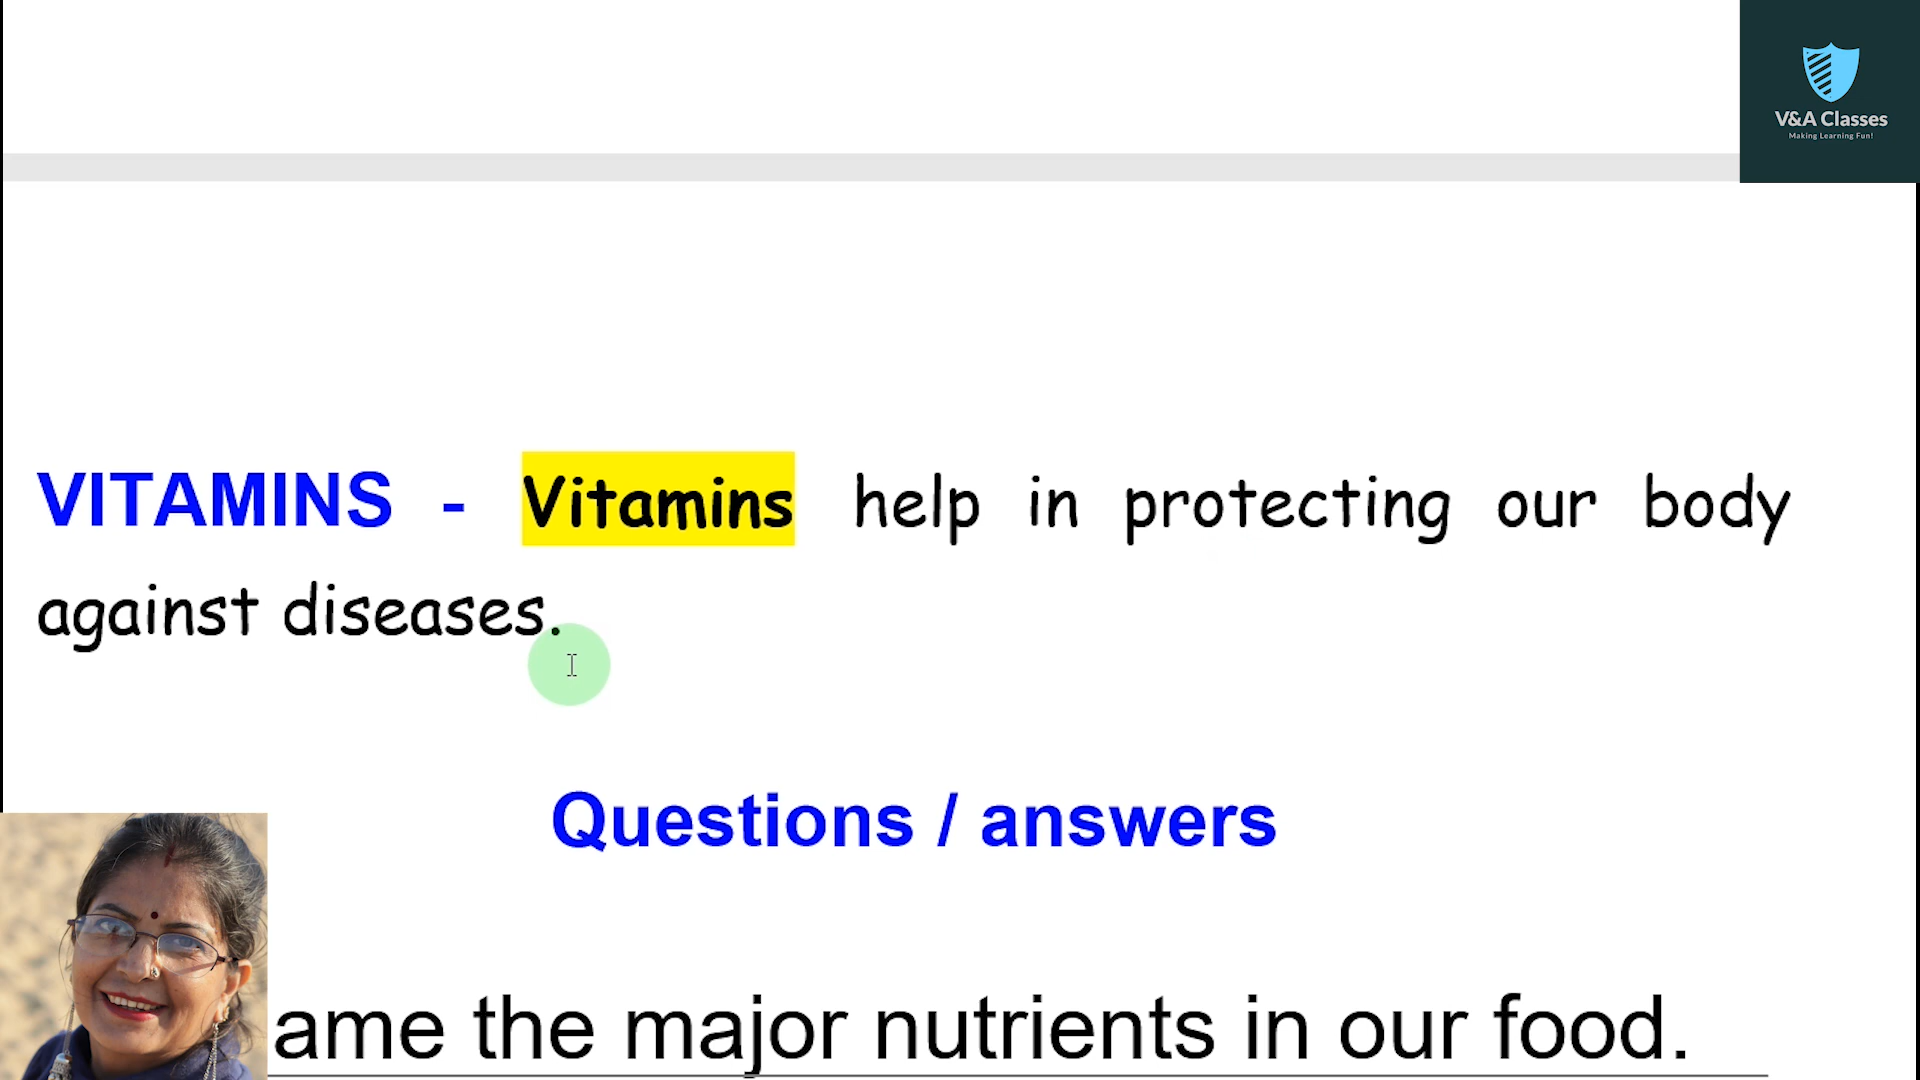 V&A Classes
Making Learning Fun!
VITAMINS - Vitamins help in protecting our body
against diseases.
Questions / answers
ame the major nutrients in our food.